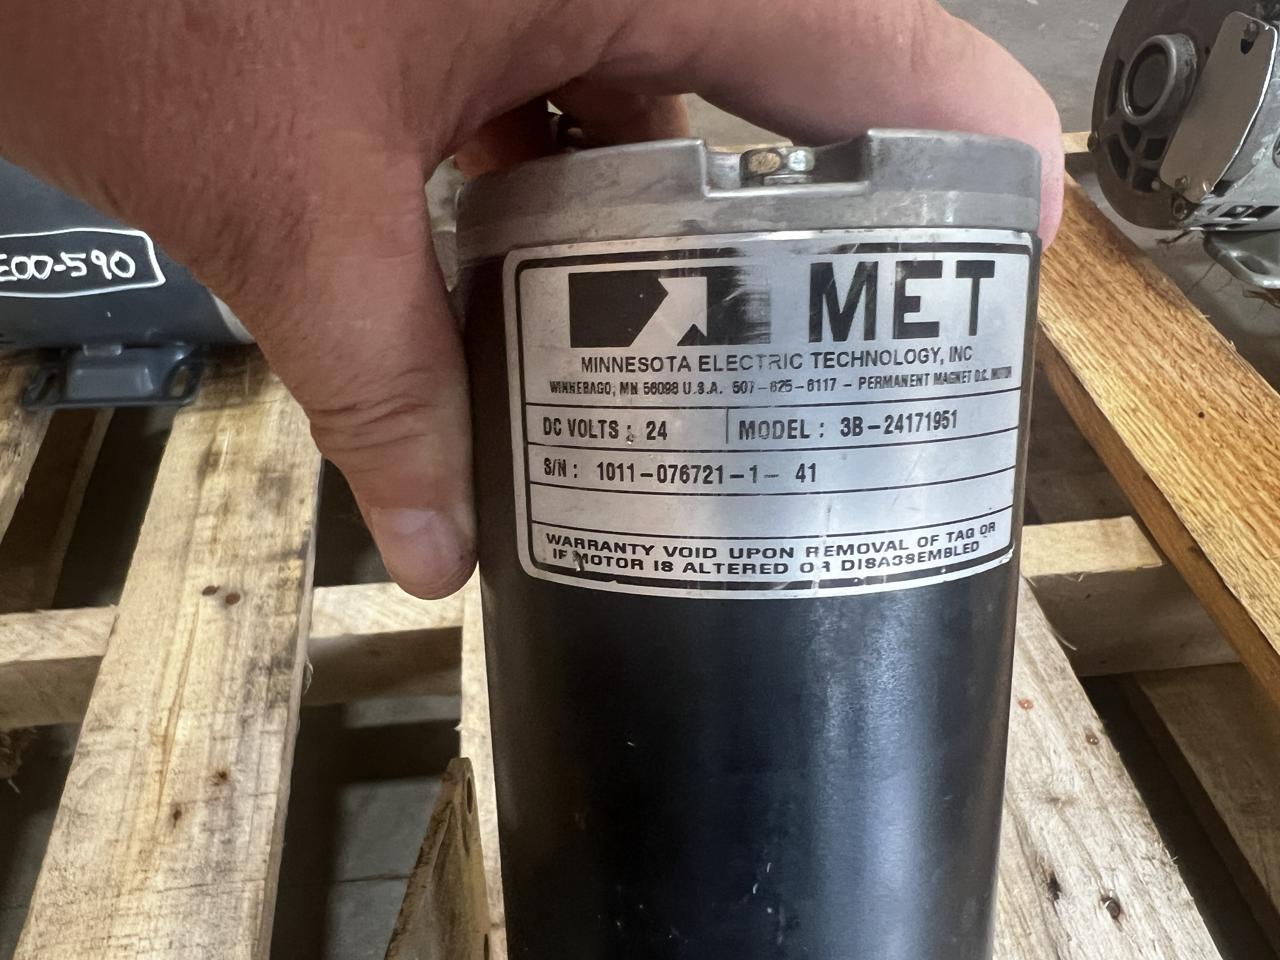 E00-590
MET
MINNESOTA ELECTRIC TECHNOLOGY, INC
WINNEBAGO, MN 56098 U.S.A. 507-625-6117 - PERMANENT MAGNET D.C. MOTOR
DC VOLTS: 24 MODEL: 3B-24171951
S/N: 1011-076721-1- 41
WARRANTY VOID UPON REMOVAL OF TAG OR
IF MOTOR IS ALTERED OR DISASSEMBLED